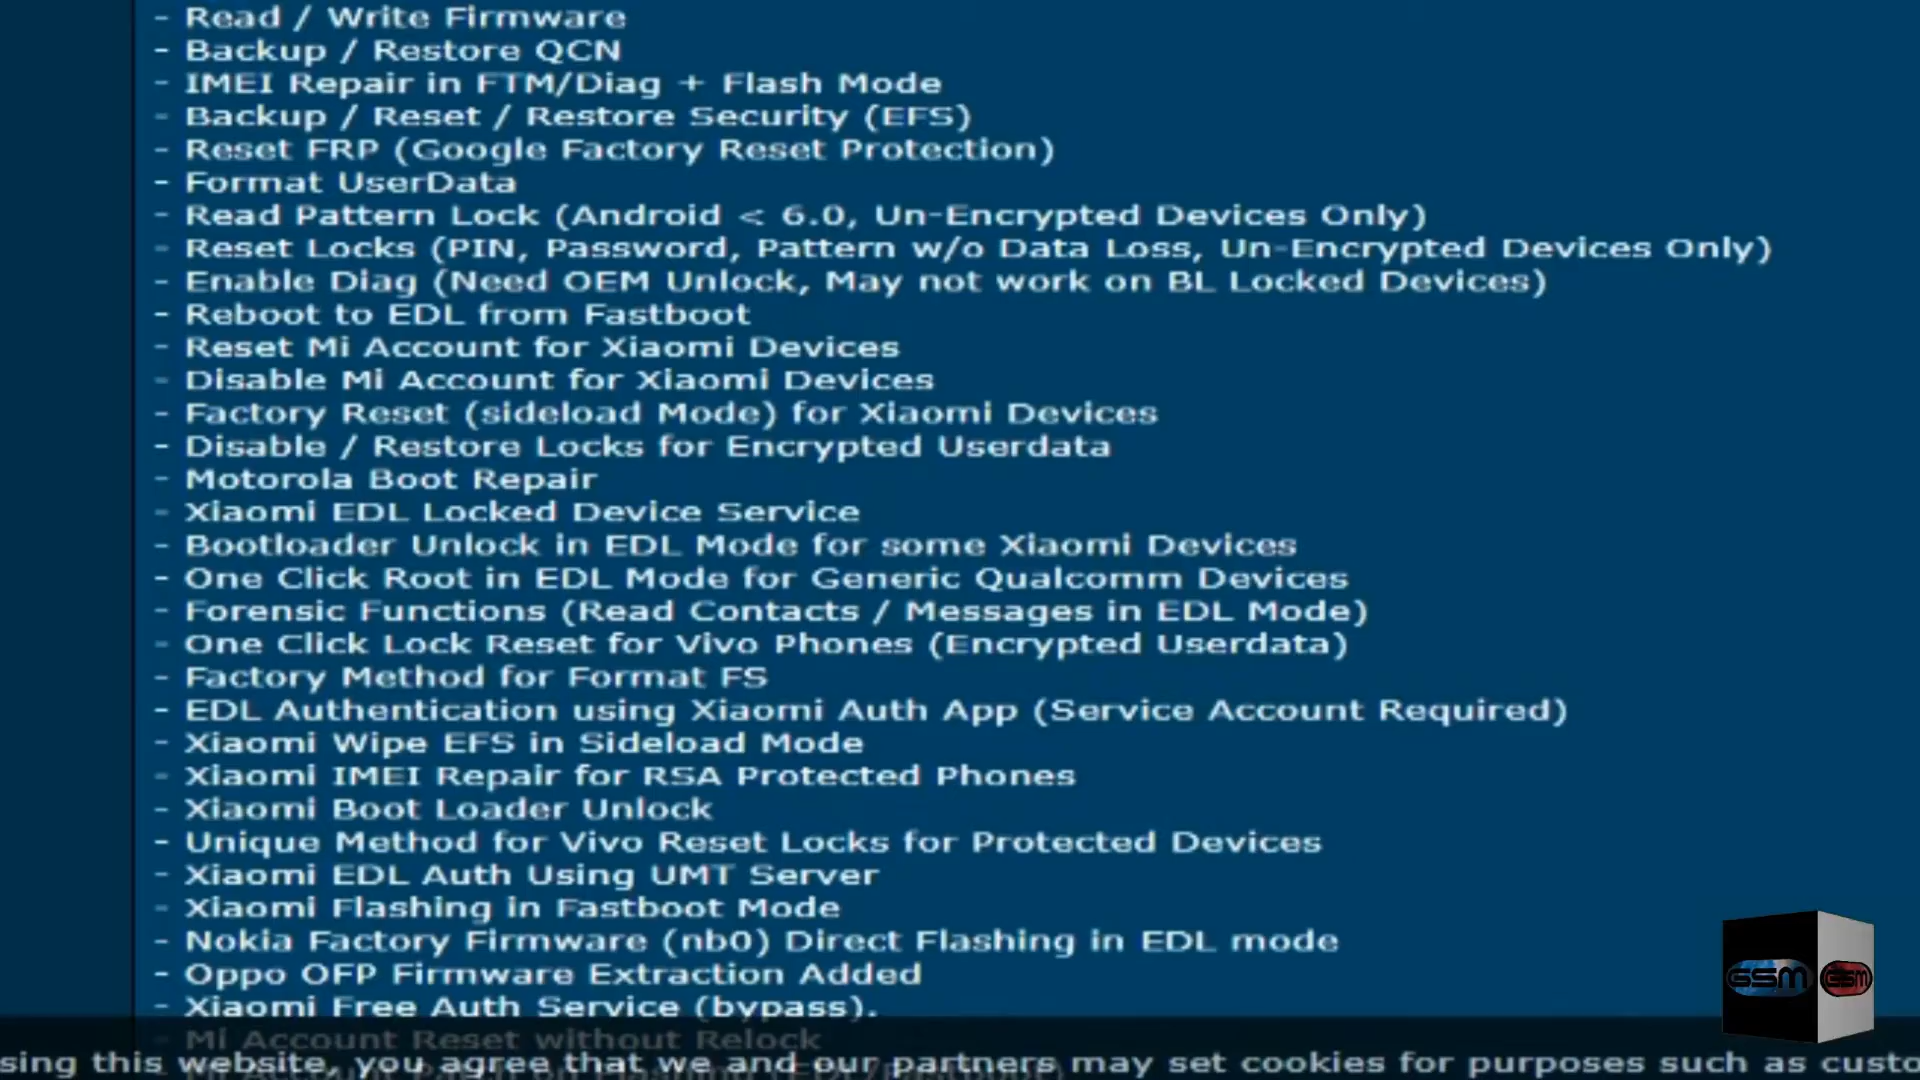 - Read / Write Firmware
- Backup / Restore QCN
- IMEI Repair in FTM/Diag + Flash Mode
- Backup / Reset / Restore Security (EFS)
- Reset FRP (Google Factory Reset Protection)
- Format UserData
- Read Pattern Lock (Android < 6.0, Un-Encrypted Devices Only)
- Reset Locks (PIN, Password, Pattern w/o Data Loss, Un-Encrypted Devices Only)
- Enable Diag (Need OEM Unlock, May not work on BL Locked Devices)
- Reboot to EDL from Fastboot
- Reset Mi Account for Xiaomi Devices
- Disable Mi Account for Xiaomi Devices
- Factory Reset (sideload Mode) for Xiaomi Devices
- Disable / Restore Locks for Encrypted Userdata
- Motorola Boot Repair
- Xiaomi EDL Locked Device Service
- Bootloader Unlock in EDL Mode for some Xiaomi Devices
- One Click Root in EDL Mode for Generic Qualcomm Devices
- Forensic Functions (Read Contacts / Messages in EDL Mode)
- One Click Lock Reset for Vivo Phones (Encrypted Userdata)
- Factory Method for Format FS
- EDL Authentication using Xiaomi Auth App (Service Account Required)
- Xiaomi Wipe EFS in Sideload Mode
- Xiaomi IMEI Repair for RSA Protected Phones
- Xiaomi Boot Loader Unlock
- Unique Method for Vivo Reset Locks for Protected Devices
- Xiaomi EDL Auth Using UMT Server
- Xiaomi Flashing in Fastboot Mode
- Nokia Factory Firmware (nb0) Direct Flashing in EDL mode
- Oppo OFP Firmware Extraction Added
- Xiaomi Free Auth Service (bypass).
- Mi Account Reset without Relock
sing this website, you agree that we and our partners may set cookies for purposes such as custo
GSM GSM